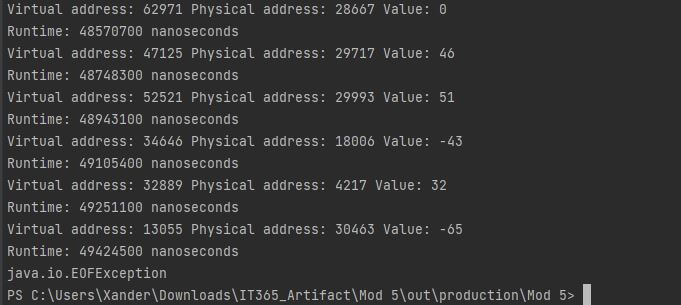 Virtual address: 62971 Physical address: 28667 Value: 0
Runtime: 48570700 nanoseconds
Virtual address: 47125 Physical address: 29717 Value: 46
Runtime: 48748300 nanoseconds
Virtual address: 52521 Physical address: 29993 Value: 51
Runtime: 48943100 nanoseconds
Virtual address: 34646 Physical address: 18006 Value: -43
Runtime: 49105400 nanoseconds
Virtual address: 32889 Physical address: 4217 Value: 32
Runtime: 49251100 nanoseconds
Virtual address: 13055 Physical address: 30463 Value: -65
Runtime: 49424500 nanoseconds
java.io.EOFException
PS C:\Users\Xander\Downloads\IT365_Artifact\Mod 5\out\production\Mod 5>